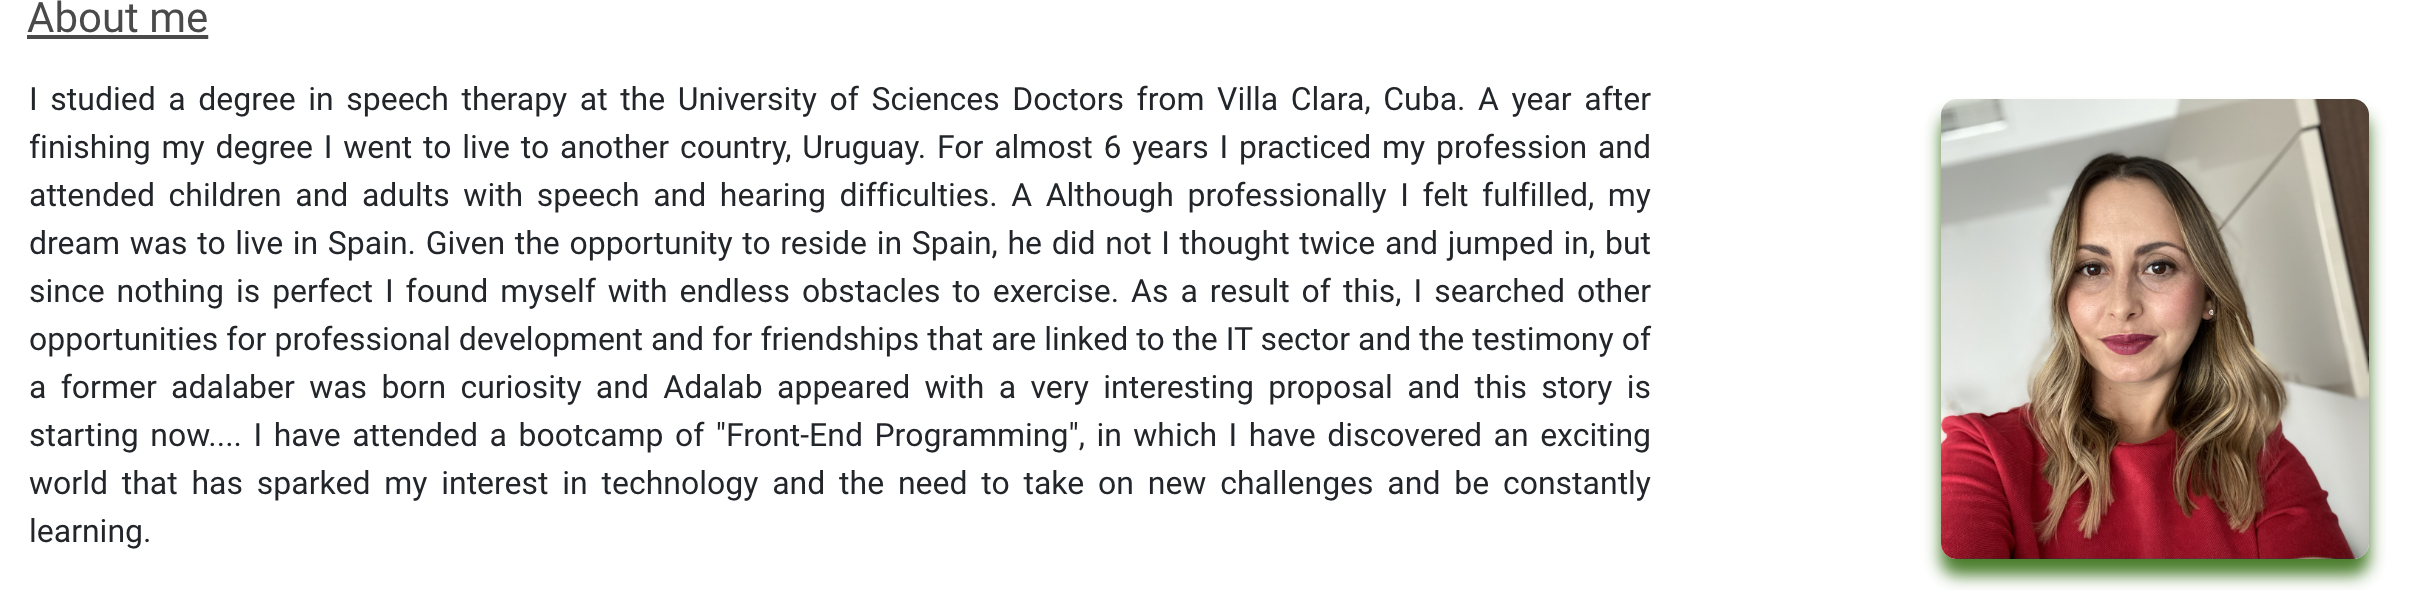 About me
I studied a degree in speech therapy at the University of Sciences Doctors from Villa Clara, Cuba. A year after
finishing my degree I went to live to another country, Uruguay. For almost 6 years I practiced my profession and
attended children and adults with speech and hearing difficulties. A Although professionally I felt fulfilled, my
dream was to live in Spain. Given the opportunity to reside in Spain, he did not I thought twice and jumped in, but
since nothing is perfect I found myself with endless obstacles to exercise. As a result of this, I searched other
opportunities for professional development and for friendships that are linked to the IT sector and the testimony of
a former adalaber was born curiosity and Adalab appeared with a very interesting proposal and this story is
starting now.... I have attended a bootcamp of "Front-End Programming", in which I have discovered an exciting
world that has sparked my interest in technology and the need to take on new challenges and be constantly
learning.